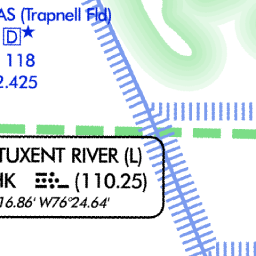 AS (Trapnell Fld)
D★
118
2.425
TUXENT RIVER (L)
HK (110.25)
16.86' W76°24.64'